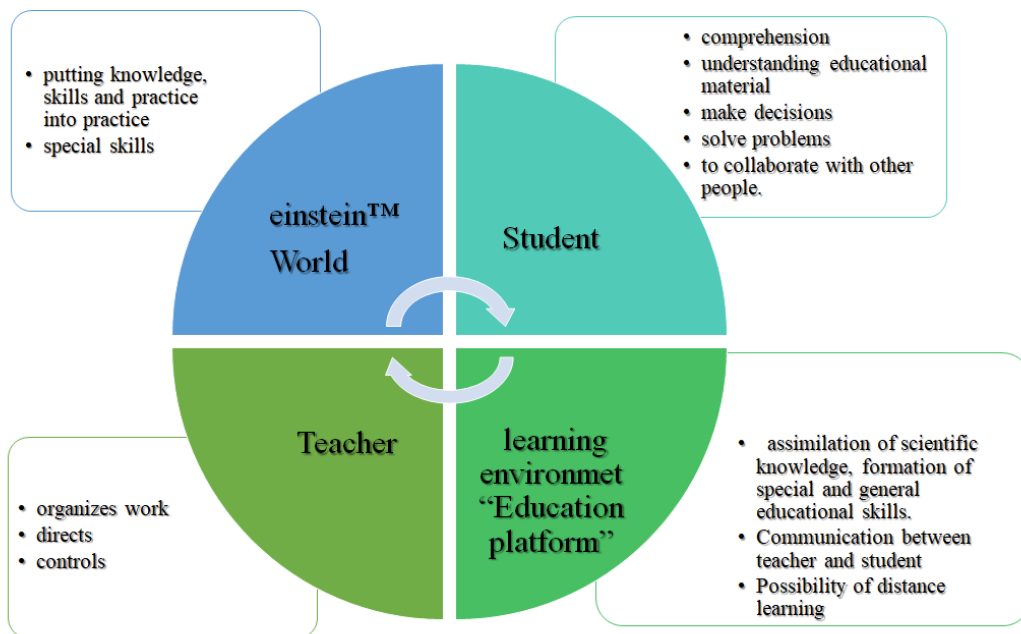 • putting knowledge,
skills and practice
into practice
• special skills
• comprehension
• understanding educational
material
• make decisions
• solve problems
• to collaborate with other
people.
einstein™
World
Student
Teacher
learning
environmet
“Education
platform”
• organizes work
• directs
• controls
• assimilation of scientific
knowledge, formation of
special and general
educational skills.
• Communication between
teacher and student
• Possibility of distance
learning